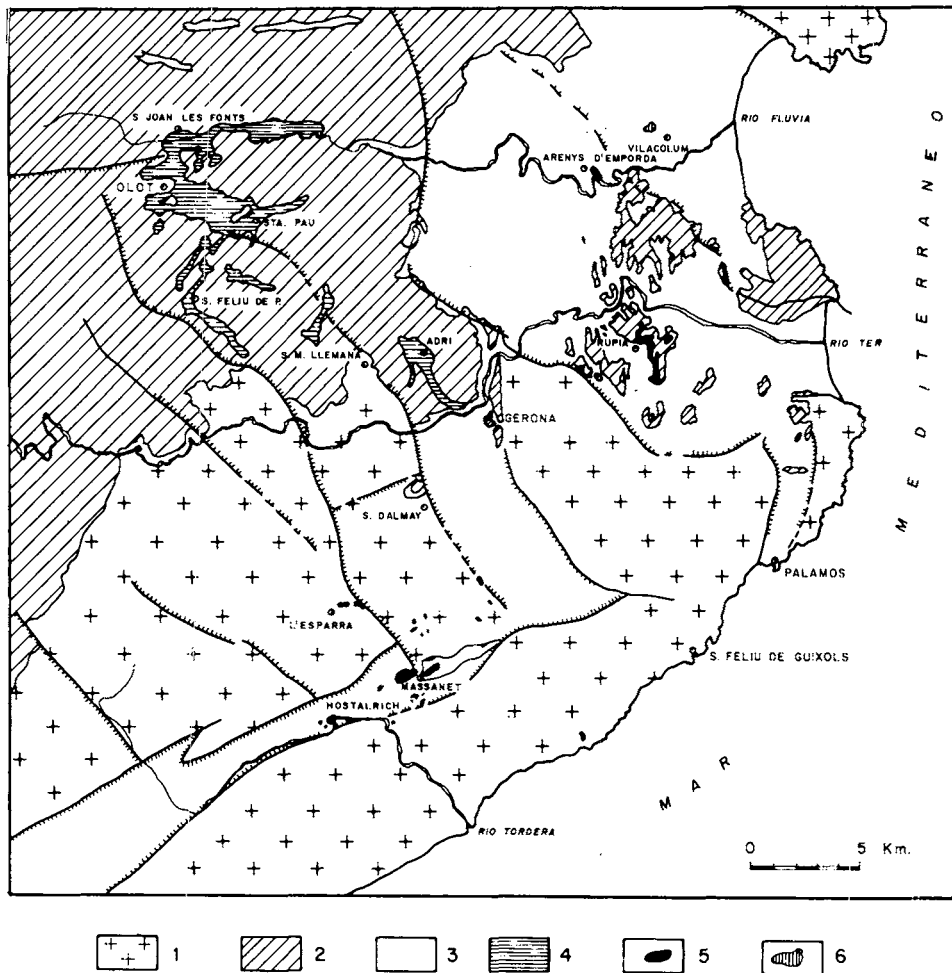 S. JOAN LES FONTS
RIO FLUVIA
VILACOLUM
ARENYS D'EMPORDA
OLOT
STA. PAU
S. FELIU DE P.
RIO TER
RUPIA
ADRI
S. M. LLEMANA
GERONA
S. DALMAY
PALAMOS
L'ESPARRA
S. FELIU DE GUIXOLS
MASSANET
HOSTALRICH
RIO TORDERA
MAR
MEDITERRANEO
0 5 Km.
1 2 3 4 5 6